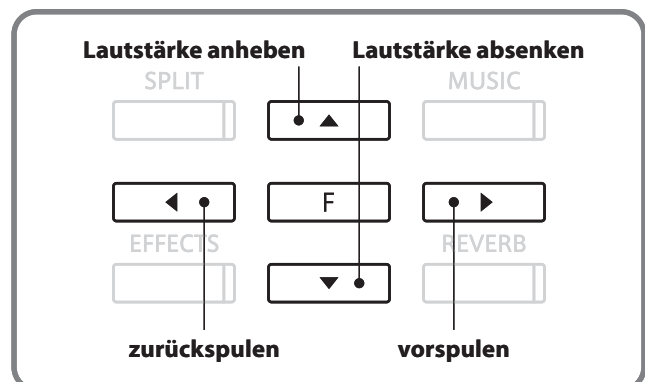 Lautstärke anheben Lautstärke absenken
SPLIT MUSIC
F
EFFECTS REVERB
zurückspulen vorspulen